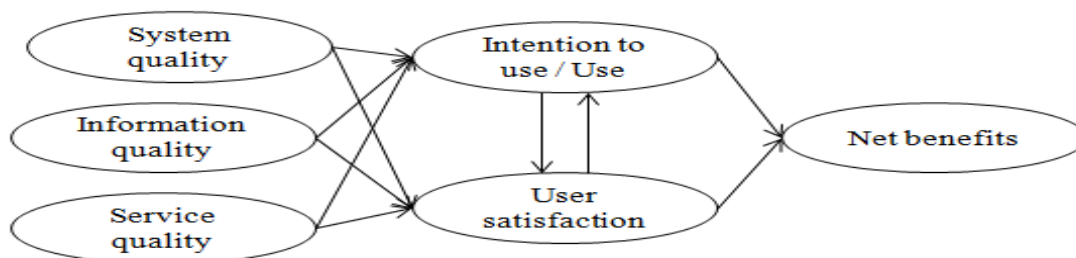 System
quality
Intention to
use / Use
Information
quality
Net benefits
Service
quality
User
satisfaction